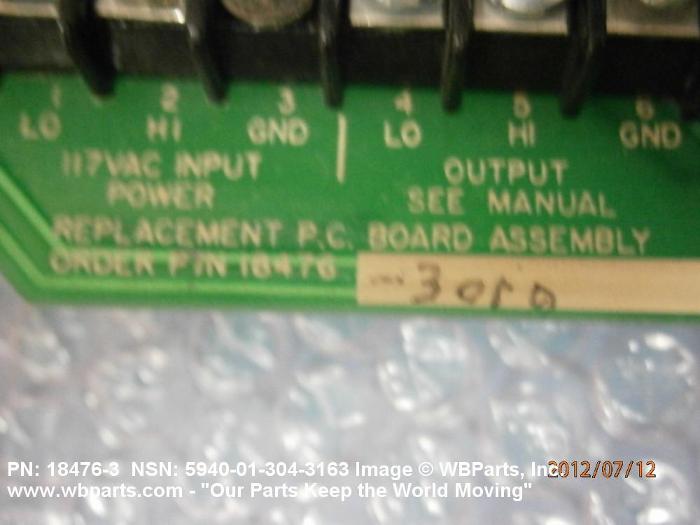 1 2 3 4 5 6
LO HI GND LO HI GND
117VAC INPUT OUTPUT
POWER SEE MANUAL
REPLACEMENT P.C. BOARD ASSEMBLY
ORDER P/N 18476
PN: 18476-3 NSN: 5940-01-304-3163 Image © WBParts, Inc.
2012/07/12
www.wbparts.com - "Our Parts Keep the World Moving"